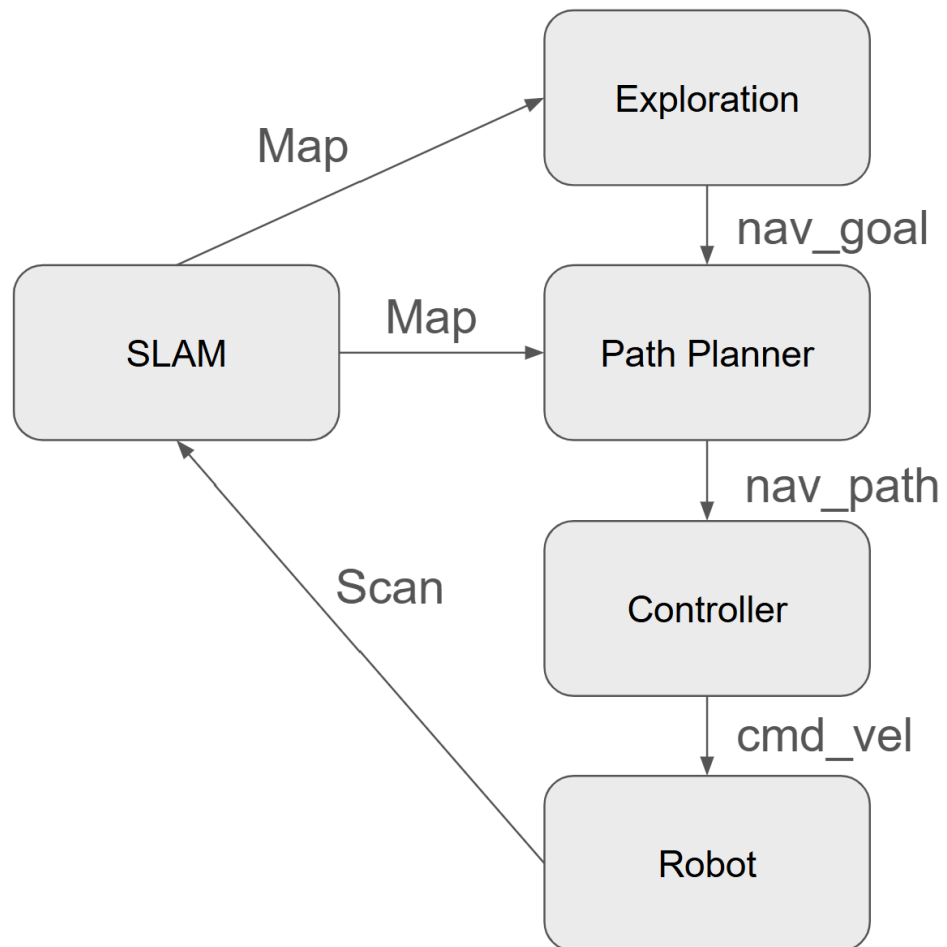 Exploration
Map
nav_goal
SLAM
Map
Path Planner
nav_path
Scan
Controller
cmd_vel
Robot